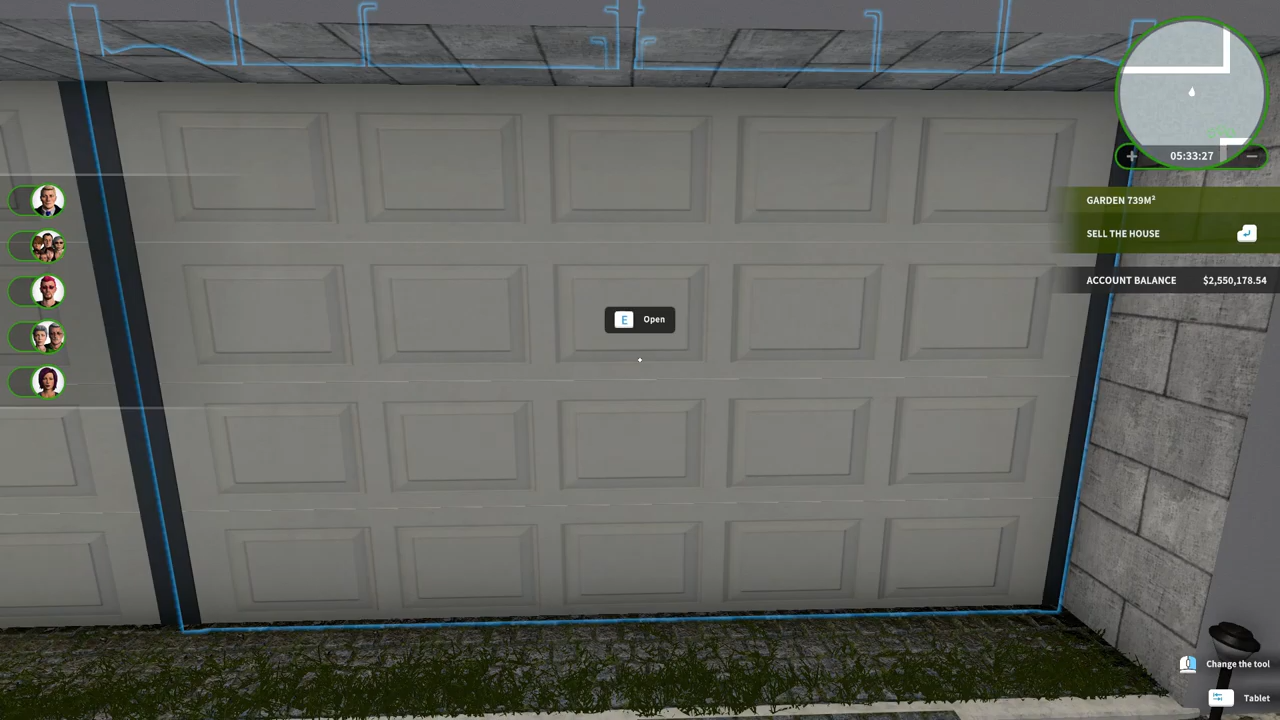 05:33:27
GARDEN 739M²
SELL THE HOUSE
ACCOUNT BALANCE $2,550,178.54
E Open
Change the tool
Tablet